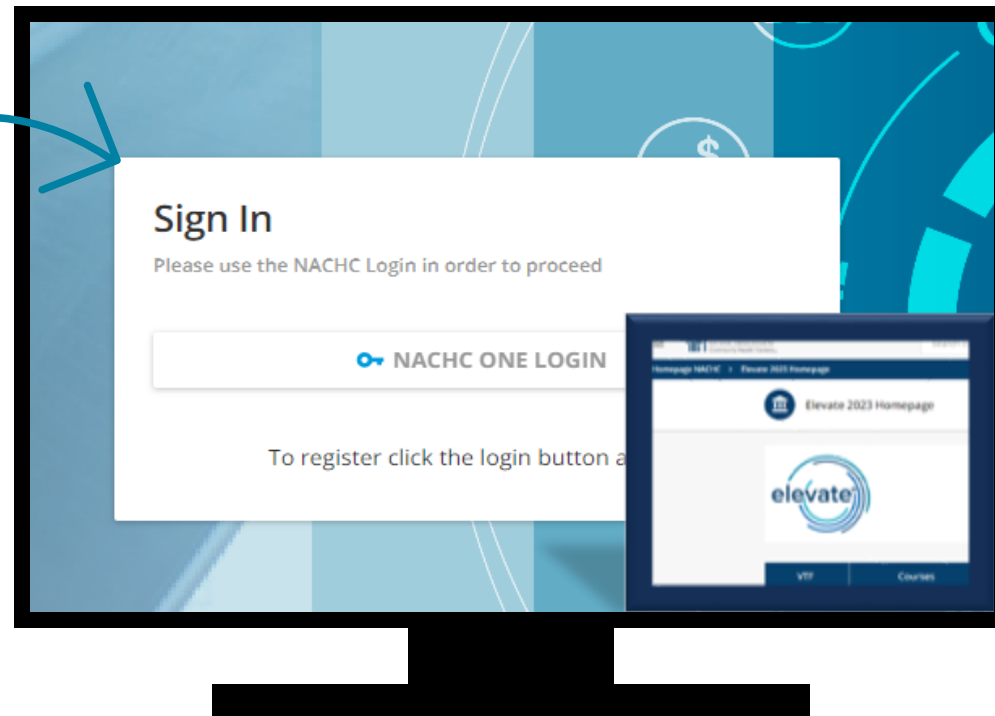 $
Sign In
Please use the NACHC Login in order to proceed
NACHC ONE LOGIN
To register click the login button a
Homepage NACHC > Elevate 2023 Homepage
Elevate 2023 Homepage
elevate
VTF
Courses